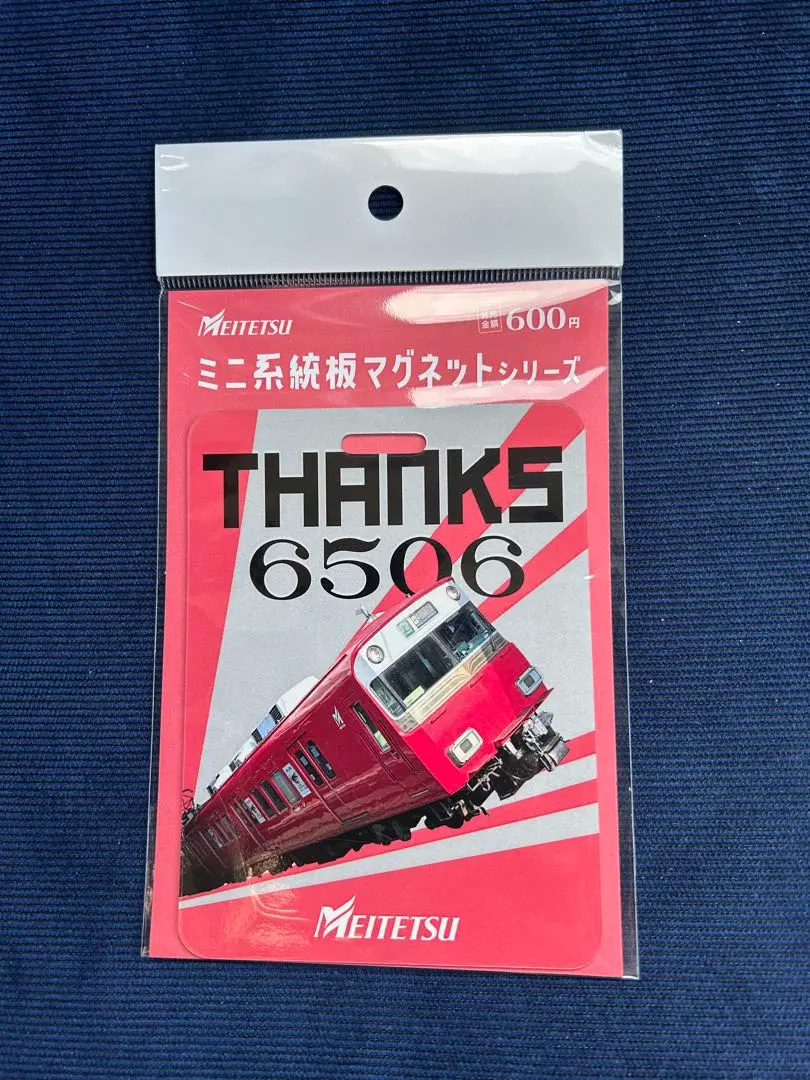 MEITETSU
発売金額 600円
ミニ系統板マグネットシリーズ
THANKS
6506
MEITETSU